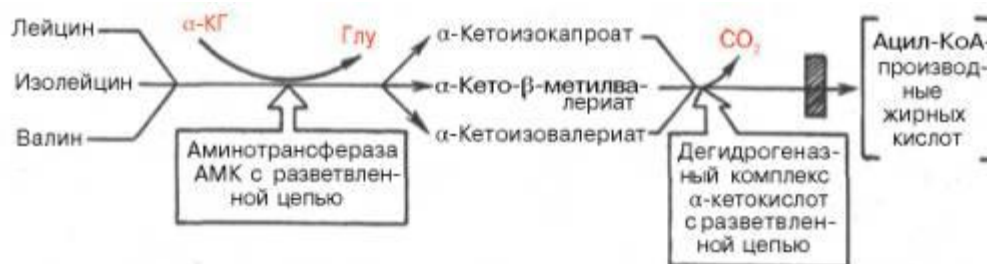 Лейцин
Изолейцин
Валин
α-КГ
Глу
Аминотрансфераза
АМК с разветвлен-
ной цепью
α-Кетоизокапроат
α-Кето-β-метилва-
лериат
α-Кетоизовалериат
CO₂
Дегидрогеназ-
ный комплекс
α-кетокислот
с разветвлен-
ной цепью
Ацил-КоА-
производ-
ные
жирных
кислот